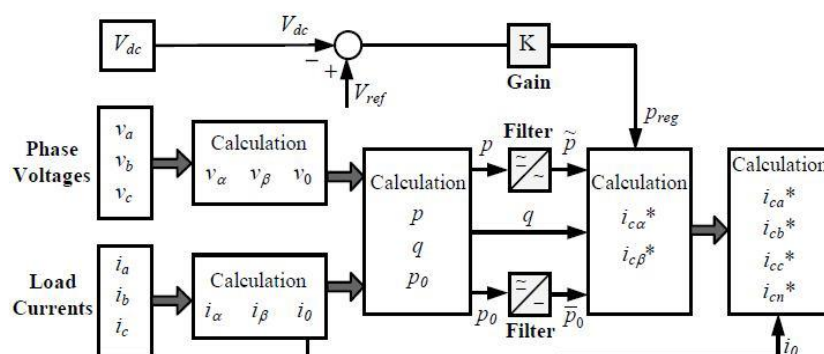 V_dc
V_dc
−
+
V_ref
K
Gain
p_reg
Phase
Voltages
v_a
v_b
v_c
Calculation
v_α v_β v_0
Load
Currents
i_a
i_b
i_c
Calculation
i_α i_β i_0
Calculation
p
q
p_0
p
Filter
~
~
p̃
q
p_0
Filter
~
−
p̄_0
Calculation
i_cα*
i_cβ*
Calculation
i_ca*
i_cb*
i_cc*
i_cn*
i_0